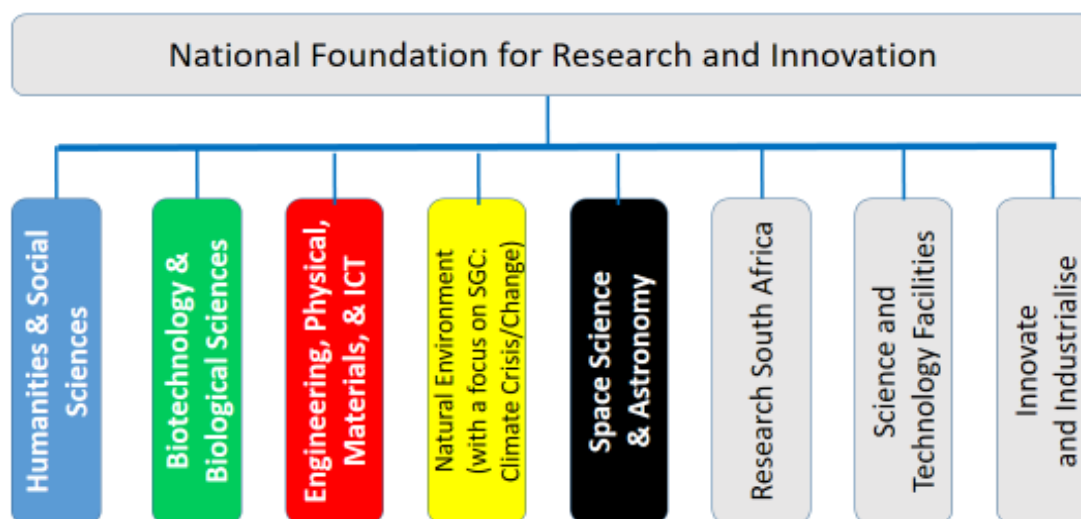 National Foundation for Research and Innovation
Humanities & Social
Sciences
Biotechnology &
Biological Sciences
Engineering, Physical,
Materials, & ICT
Natural Environment
(with a focus on SGC:
Climate Crisis/Change)
Space Science
& Astronomy
Research South Africa
Science and
Technology Facilities
Innovate
and Industrialise